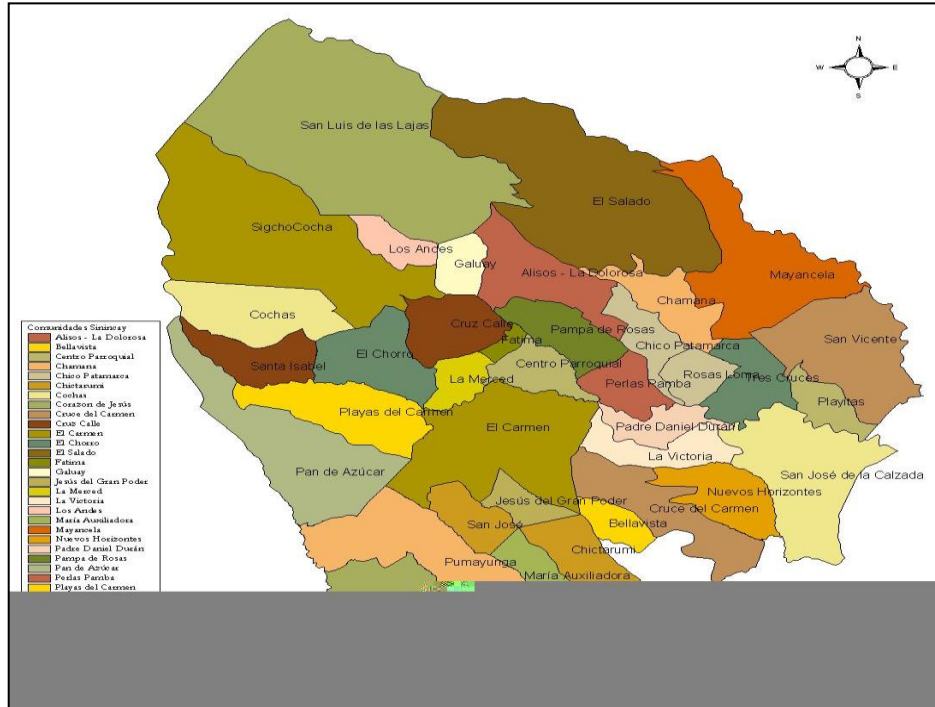 N
W E
S
San Luis de las Lajas
El Salado
SigchoCocha
Los Andes
Galuay
Alisos - La Dolorosa
Mayancela
Chamana
Cochas
Cruz Calle
Fatima
Pampa de Rosas
Chico Patamarca
San Vicente
El Chorro
Santa Isabel
Centro Parroquial
La Merced
Perlas Pamba
Rosas Loma
Tres Cruces
Playitas
Playas del Carmen
El Carmen
Padre Daniel Durán
La Victoria
Pan de Azúcar
San José de la Calzada
Nuevos Horizontes
Jesús del Gran Poder
Cruce del Carmen
San José
Bellavista
Chictarumi
Pumayunga
María Auxiliadora
Comunidades Sinincay
Alisos - La Dolorosa
Bellavista
Centro Parroquial
Chamana
Chico Patamarca
Chictarumi
Cochas
Corazon de Jesús
Cruce del Carmen
Cruz Calle
El Carmen
El Chorro
El Salado
Fatima
Galuay
Jesús del Gran Poder
La Merced
La Victoria
Los Andes
María Auxiliadora
Mayancela
Nuevos Horizontes
Padre Daniel Durán
Pampa de Rosas
Pan de Azúcar
Perlas Pamba
Playas del Carmen